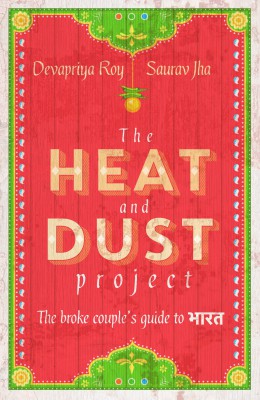 Devapriya Roy Saurav Jha
The
HEAT
and
DUST
project
The broke couple's guide to भारत